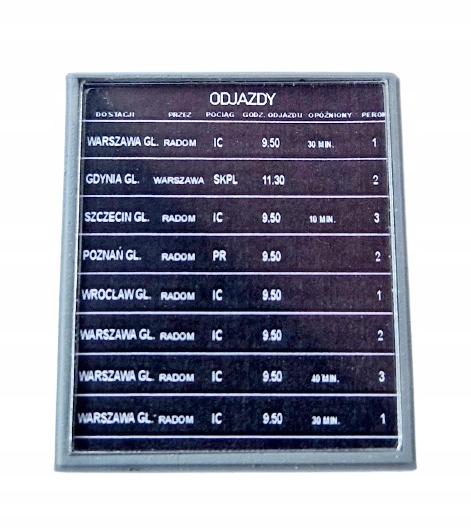 ODJAZDY
DO STACJI PRZEZ POCIĄG GODZ. ODJAZDU OPÓŹNIONY PERON
WARSZAWA GL. RADOM IC 9.50 30 MIN. 1
GDYNIA GL. WARSZAWA SKPL 11.30 2
SZCZECIN GL. RADOM IC 9.50 10 MIN. 3
POZNAŃ GL. RADOM PR 9.50 2
WROCŁAW GL. RADOM IC 9.50 1
WARSZAWA GL. RADOM IC 9.50 2
WARSZAWA GL. RADOM IC 9.50 40 MIN. 3
WARSZAWA GL. RADOM IC 9.50 30 MIN. 1